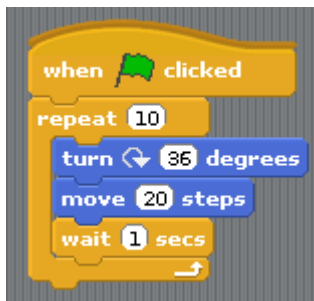 when clicked
repeat 10
turn 36 degrees
move 20 steps
wait 1 secs